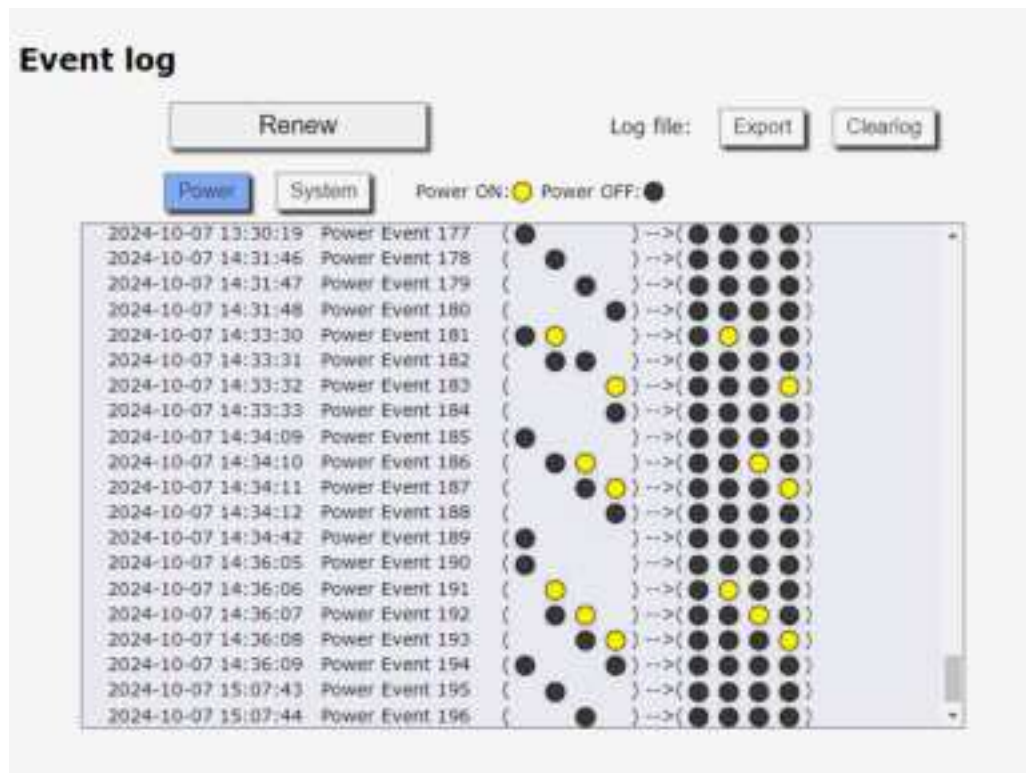 Event log
Renew
Log file: Export Clearlog
Power System Power ON: Power OFF:
2024-10-07 13:30:19 Power Event 177 ( ) -->( )
2024-10-07 14:31:46 Power Event 178 ( ) -->( )
2024-10-07 14:31:47 Power Event 179 ( ) -->( )
2024-10-07 14:31:48 Power Event 180 ( ) -->( )
2024-10-07 14:33:30 Power Event 181 ( ) -->( )
2024-10-07 14:33:31 Power Event 182 ( ) -->( )
2024-10-07 14:33:32 Power Event 183 ( ) -->( )
2024-10-07 14:33:33 Power Event 184 ( ) -->( )
2024-10-07 14:34:09 Power Event 185 ( ) -->( )
2024-10-07 14:34:10 Power Event 186 ( ) -->( )
2024-10-07 14:34:11 Power Event 187 ( ) -->( )
2024-10-07 14:34:12 Power Event 188 ( ) -->( )
2024-10-07 14:34:42 Power Event 189 ( ) -->( )
2024-10-07 14:36:05 Power Event 190 ( ) -->( )
2024-10-07 14:36:06 Power Event 191 ( ) -->( )
2024-10-07 14:36:07 Power Event 192 ( ) -->( )
2024-10-07 14:36:08 Power Event 193 ( ) -->( )
2024-10-07 14:36:09 Power Event 194 ( ) -->( )
2024-10-07 15:07:43 Power Event 195 ( ) -->( )
2024-10-07 15:07:44 Power Event 196 ( ) -->( )